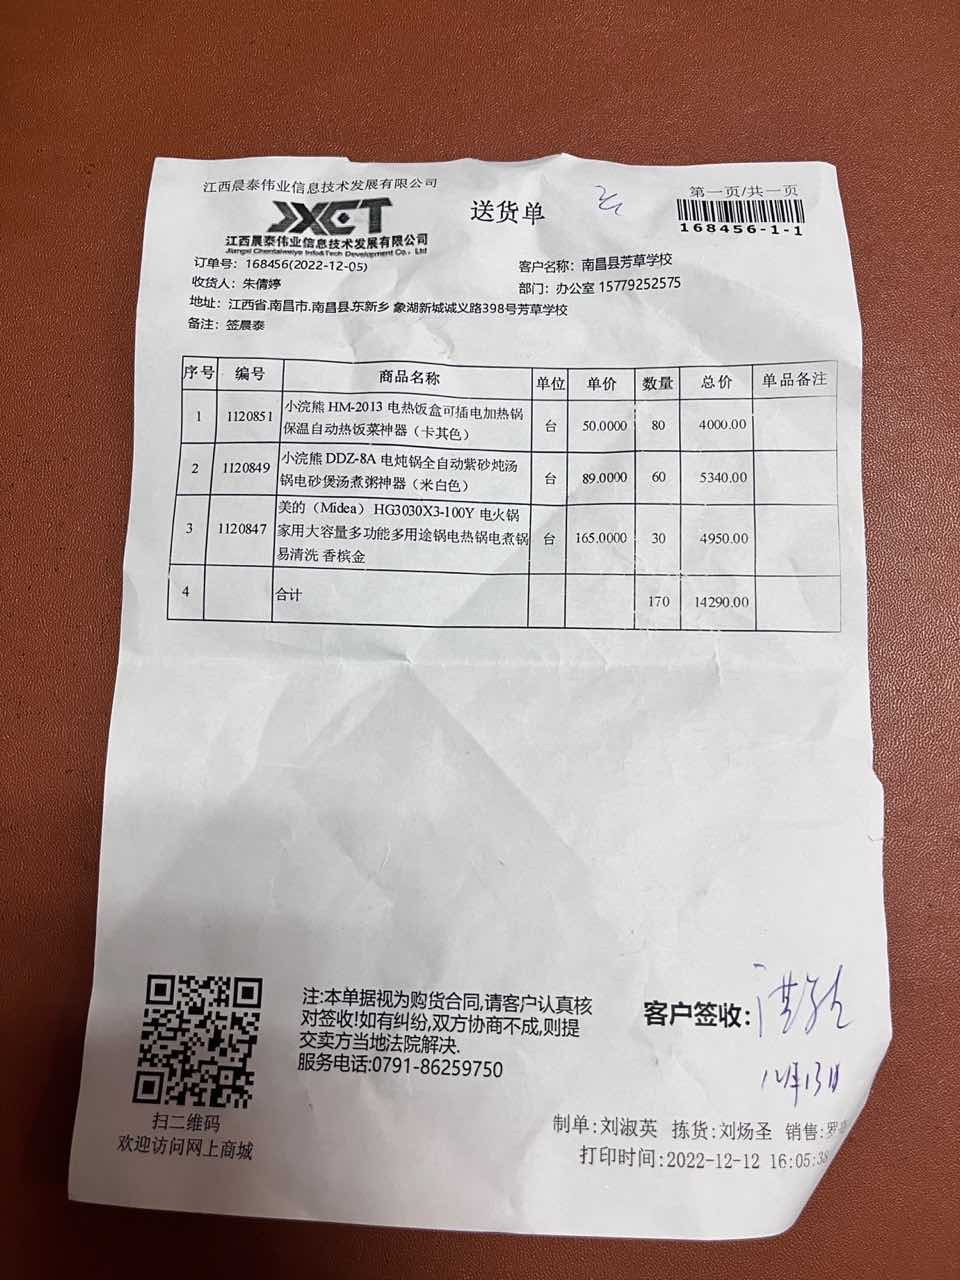 江西晨泰伟业信息技术发展有限公司
第一页/共一页
JXCT
送货单
168456-1-1
江西晨泰伟业信息技术发展有限公司
Jiangxi Chentaiweiye Info&Tech Development Co., Ltd
订单号: 168456(2022-12-05)
客户名称: 南昌县芳草学校
收货人: 朱倩婷
部门: 办公室 15779252575
地址: 江西省.南昌市.南昌县.东新乡 象湖新城诚义路398号芳草学校
备注: 签晨泰
序号 编号 商品名称 单位 单价 数量 总价 单品备注
1 1120851 小浣熊 HM-2013 电热饭盒可插电加热锅 台 50.0000 80 4000.00
保温自动热饭菜神器（卡其色）
2 1120849 小浣熊 DDZ-8A 电炖锅全自动紫砂炖汤 台 89.0000 60 5340.00
锅电砂煲汤煮粥神器（米白色）
3 1120847 美的（Midea） HG3030X3-100Y 电火锅 台 165.0000 30 4950.00
家用大容量多功能多用途锅电热锅电煮锅
易清洗 香槟金
4 合计 170 14290.00
注:本单据视为购货合同,请客户认真核
对签收!如有纠纷,双方协商不成,则提
交卖方当地法院解决.
服务电话:0791-86259750
客户签收:
12月13日
扫二维码
欢迎访问网上商城
制单:刘淑英 拣货:刘炀圣 销售:罗
打印时间:2022-12-12 16:05:38